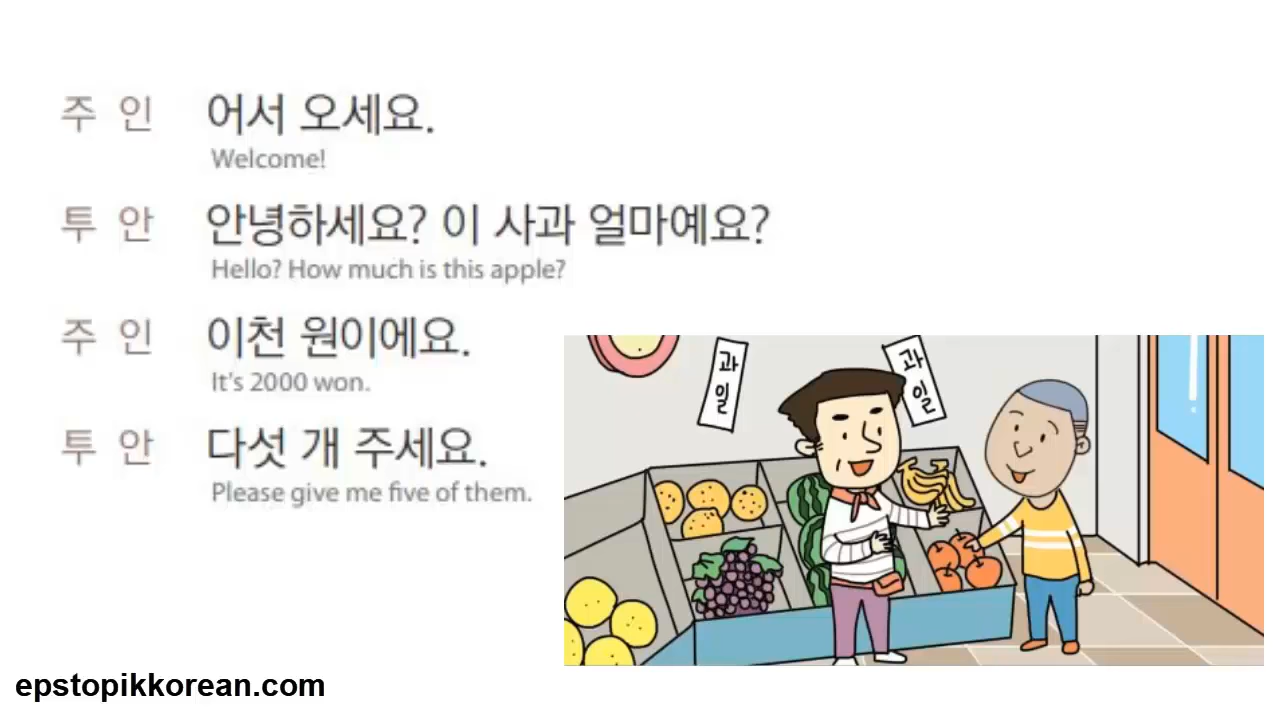 주 인 어서 오세요.
Welcome!
투 안 안녕하세요? 이 사과 얼마예요?
Hello? How much is this apple?
주 인 이천 원이에요.
It's 2000 won.
투 안 다섯 개 주세요.
Please give me five of them.
과일
과일
epstopikkorean.com